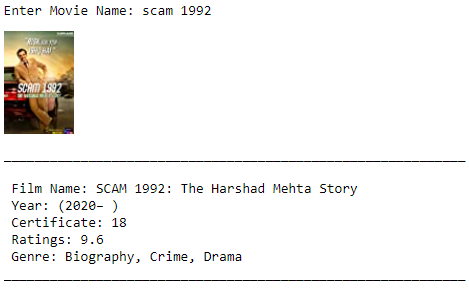 Enter Movie Name: scam 1992
SCAM 1992
Film Name: SCAM 1992: The Harshad Mehta Story
Year: (2020– )
Certificate: 18
Ratings: 9.6
Genre: Biography, Crime, Drama